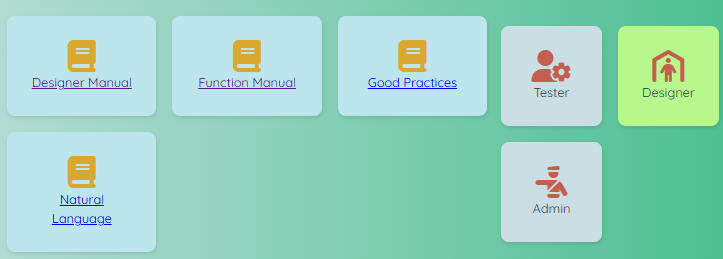 Designer Manual
Function Manual
Good Practices
Tester
Designer
Natural
Language
Admin